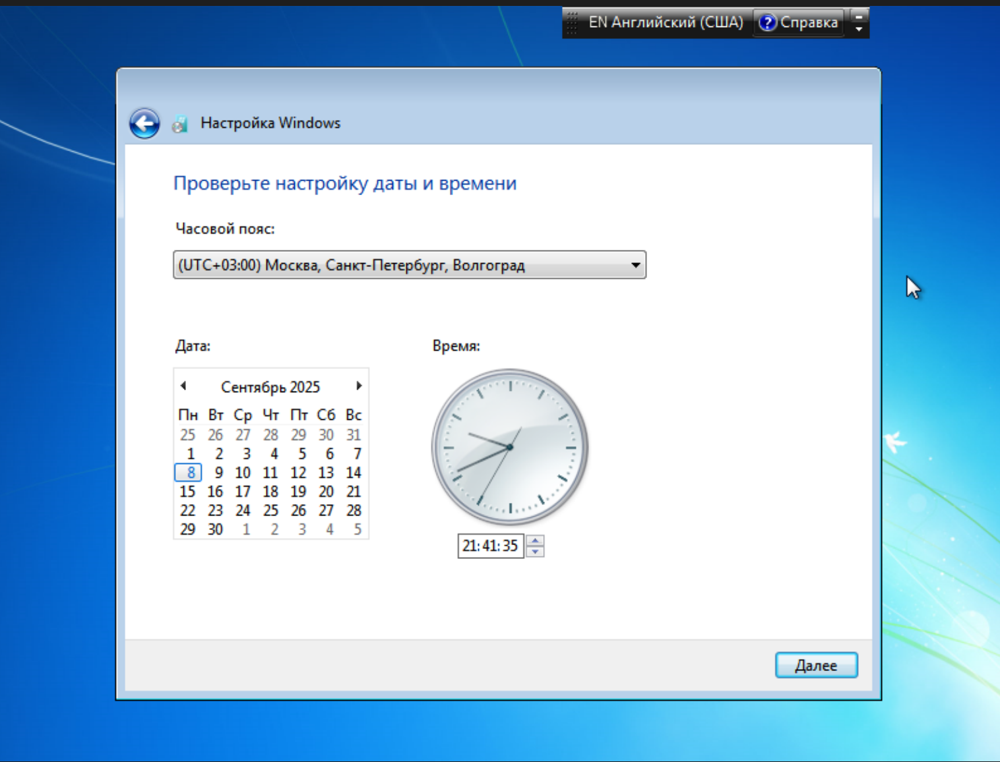 EN Английский (США) Справка
Настройка Windows
Проверьте настройку даты и времени
Часовой пояс:
(UTC+03:00) Москва, Санкт-Петербург, Волгоград
Дата: Время:
Сентябрь 2025
Пн Вт Ср Чт Пт Сб Вс
25 26 27 28 29 30 31
1 2 3 4 5 6 7
8 9 10 11 12 13 14
15 16 17 18 19 20 21
22 23 24 25 26 27 28
29 30 1 2 3 4 5
21:41:35
Далее